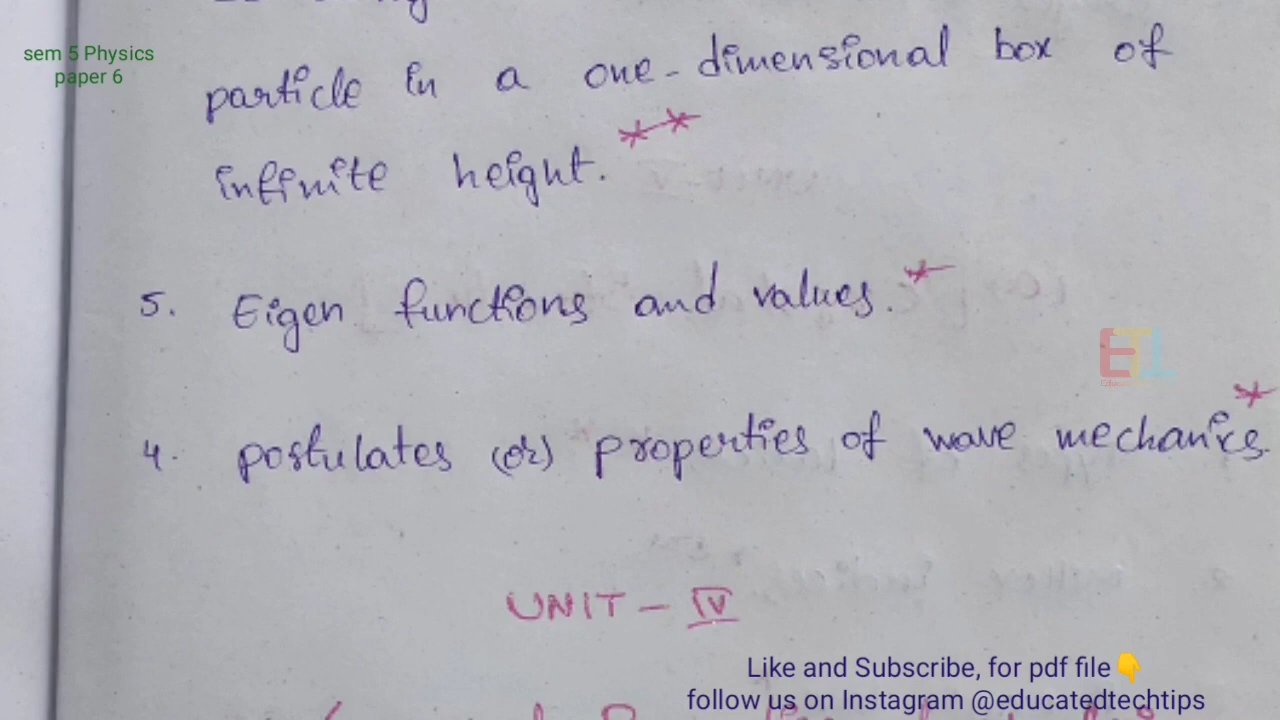 sem 5 Physics
paper 6
particle in a one-dimensional box of
infinite height.
5. Eigen functions and values.
4. postulates (or) properties of wave mechanics.
UNIT - IV
Like and Subscribe, for pdf file👇
follow us on Instagram @educatedtechtips